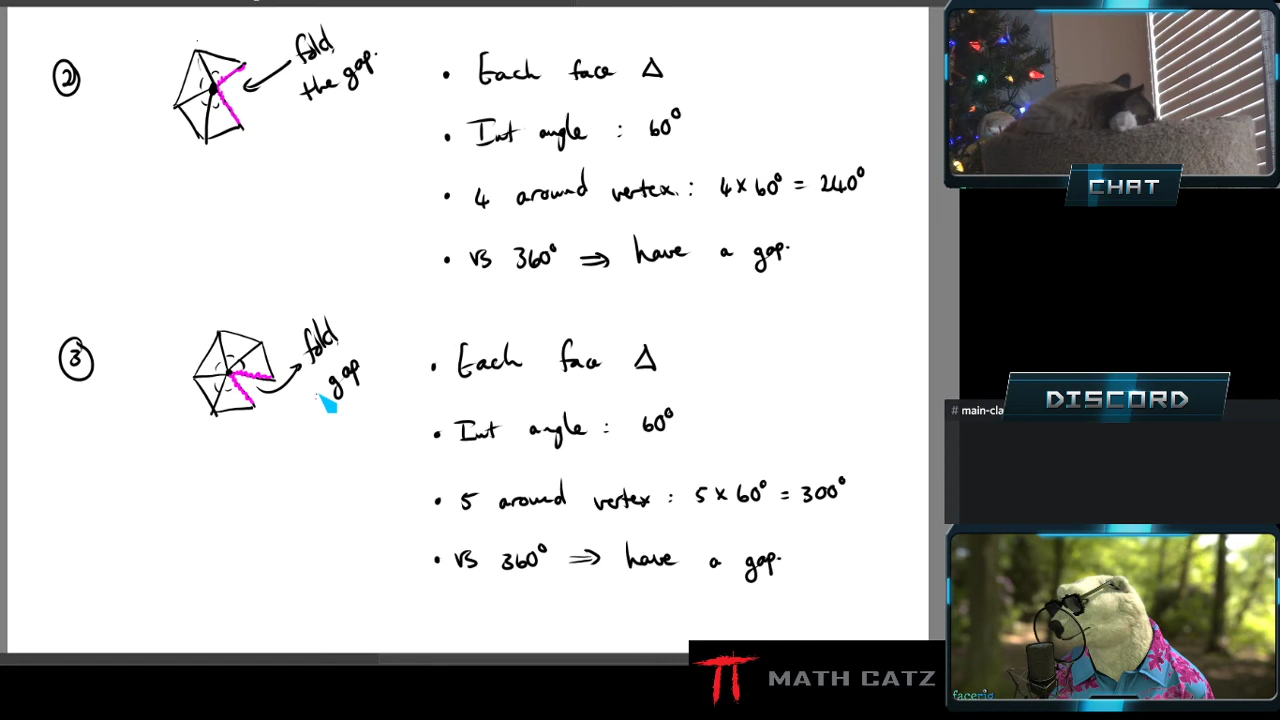 ②
fold
the gap.
• Each face Δ
• Int angle : 60°
• 4 around vertex : 4 × 60° = 240°
• vs 360° ⇒ have a gap.
③
fold
gap
• Each face Δ
• Int angle : 60°
• 5 around vertex : 5 × 60° = 300°
• vs 360° ⇒ have a gap.
CHAT
DISCORD
# main-cla
MATH CATZ
facerig